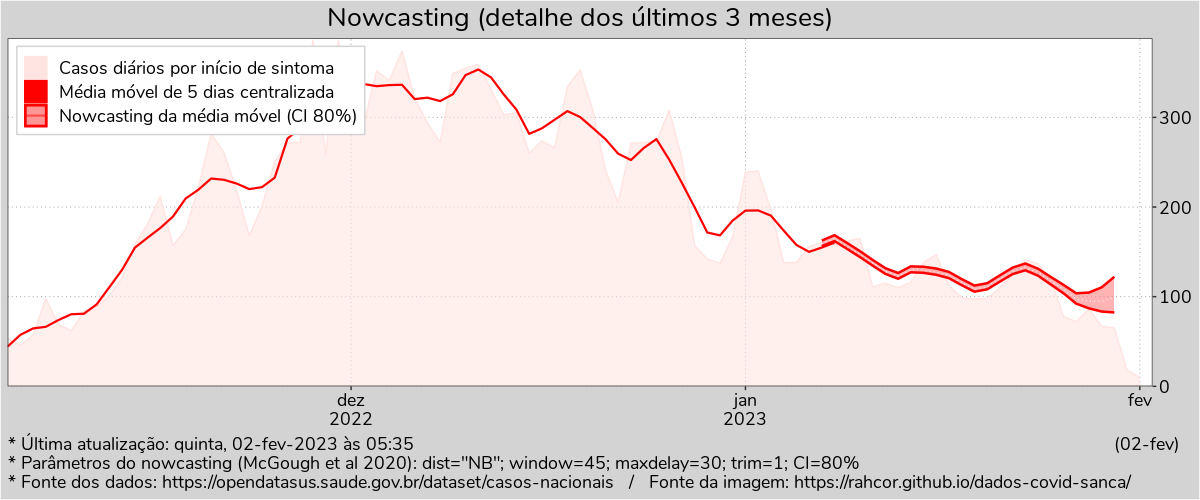 Nowcasting (detalhe dos últimos 3 meses)
Casos diários por início de sintoma
Média móvel de 5 dias centralizada
Nowcasting da média móvel (CI 80%)
300
200
100
0
dez
2022
jan
2023
fev
* Última atualização: quinta, 02-fev-2023 às 05:35
(02-fev)
* Parâmetros do nowcasting (McGough et al 2020): dist="NB"; window=45; maxdelay=30; trim=1; CI=80%
* Fonte dos dados: https://opendatasus.saude.gov.br/dataset/casos-nacionais / Fonte da imagem: https://rahcor.github.io/dados-covid-sanca/